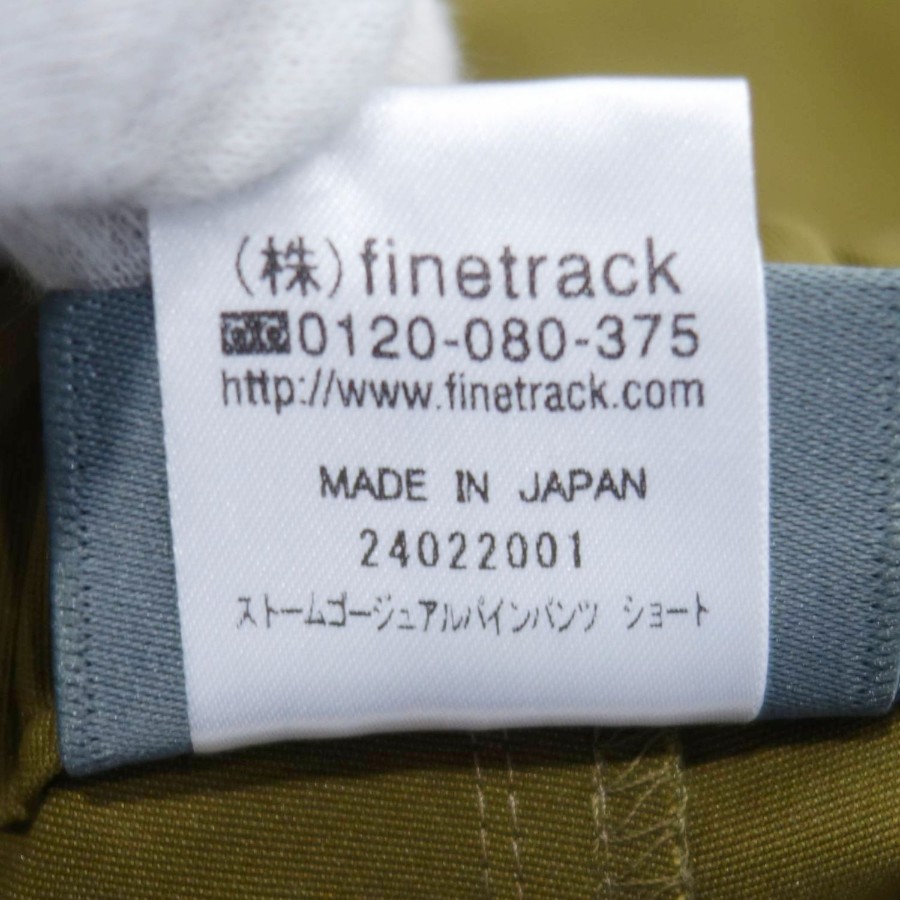 (株)finetrack
0120-080-375
http://www.finetrack.com
MADE IN JAPAN
24022001
ストームゴージュアルパインパンツ ショート